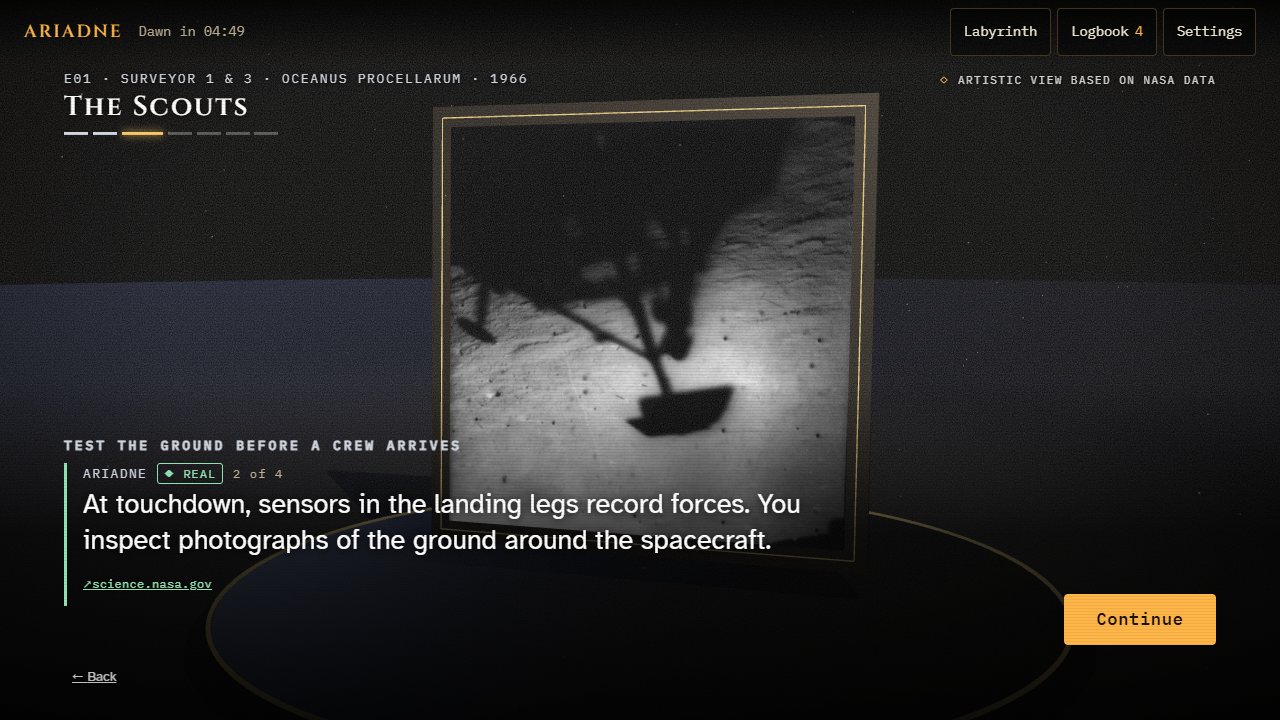 ARIADNE Dawn in 04:49 Labyrinth Logbook 4 Settings
E01 · SURVEYOR 1 & 3 · OCEANUS PROCELLARUM · 1966
◇ ARTISTIC VIEW BASED ON NASA DATA
The Scouts
TEST THE GROUND BEFORE A CREW ARRIVES
ARIADNE ◆ REAL 2 of 4
At touchdown, sensors in the landing legs record forces. You
inspect photographs of the ground around the spacecraft.
↗science.nasa.gov
Continue
← Back